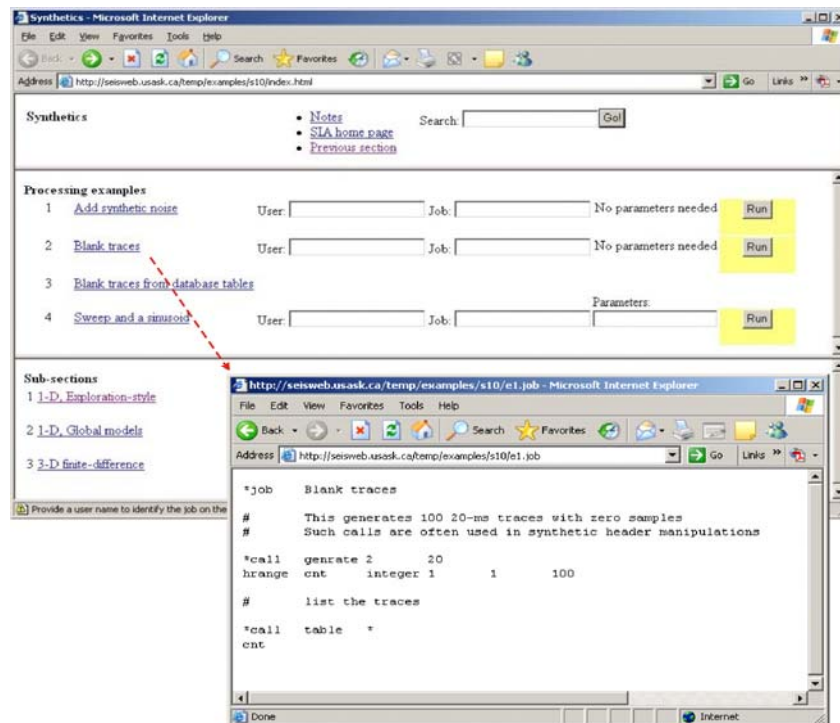 Synthetics - Microsoft Internet Explorer
File Edit View Favorites Tools Help
Back Search Favorites
Address http://seisweb.usask.ca/temp/examples/s10/index.html Go Links »
Synthetics
• Notes
• SIA home page
• Previous section
Search: Go!
Processing examples
1 Add synthetic noise User: Job: No parameters needed Run
2 Blank traces User: Job: No parameters needed Run
3 Blank traces from database tables
Parameters:
4 Sweep and a sinusoid User: Job: Run
Sub-sections
1 1-D, Exploration-style
2 1-D, Global models
3 3-D finite-difference
Provide a user name to identify the job on the
http://seisweb.usask.ca/temp/examples/s10/e1.job - Microsoft Internet Explorer
File Edit View Favorites Tools Help
Back Search Favorites
Address http://seisweb.usask.ca/temp/examples/s10/e1.job Go Links »
*job Blank traces
# This generates 100 20-ms traces with zero samples
# Such calls are often used in synthetic header manipulations
*call genrate 2 20
hrange cnt integer 1 1 100
# list the traces
*call table *
cnt
Done Internet